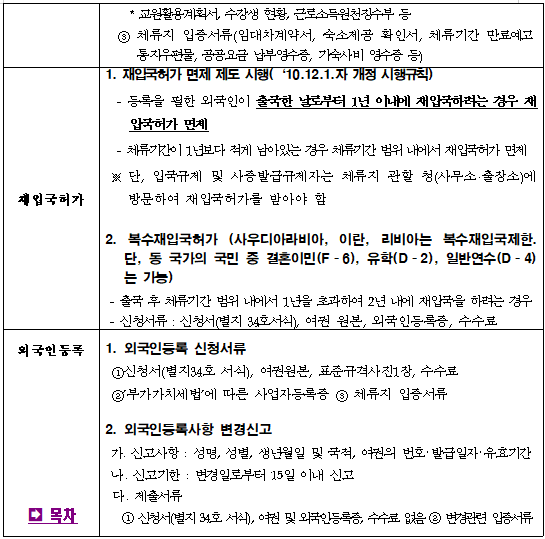 * 교원활용계획서, 수강생 현황, 근로소득원천징수부 등
③ 체류지 입증서류(임대차계약서, 숙소제공 확인서, 체류기간 만료예고
통지우편물, 공공요금 납부영수증, 기숙사비 영수증 등)
재입국허가
1. 재입국허가 면제 제도 시행( ‘10.12.1.자 개정 시행규칙)
- 등록을 필한 외국인이 출국한 날로부터 1년 이내에 재입국하려는 경우 재
입국허가 면제
- 체류기간이 1년보다 적게 남아있는 경우 체류기간 범위 내에서 재입국허가 면제
※ 단, 입국규제 및 사증발급규제자는 체류지 관할 청(사무소·출장소)에
방문하여 재입국허가를 받아야 함
2. 복수재입국허가 (사우디아라비아, 이란, 리비아는 복수재입국제한.
단, 동 국가의 국민 중 결혼이민(F-6), 유학(D-2), 일반연수(D-4)
는 가능)
- 출국 후 체류기간 범위 내에서 1년을 초과하여 2년 내에 재입국을 하려는 경우
- 신청서류 : 신청서(별지 34호서식), 여권 원본, 외국인등록증, 수수료
외국인등록
1. 외국인등록 신청서류
①신청서(별지34호 서식), 여권원본, 표준규격사진1장, 수수료
②‘부가가치세법’에 따른 사업자등록증 ③ 체류지 입증서류
2. 외국인등록사항 변경신고
가. 신고사항 : 성명, 성별, 생년월일 및 국적, 여권의 번호·발급일자·유효기간
나. 신고기한 : 변경일로부터 15일 이내 신고
다. 제출서류
① 신청서(별지 34호 서식), 여권 및 외국인등록증, 수수료 없음 ② 변경관련 입증서류
목차